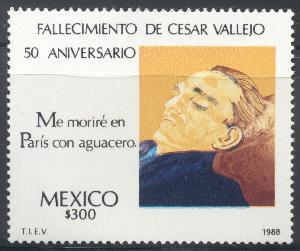 FALLECIMIENTO DE CESAR VALLEJO
50 ANIVERSARIO
Me moriré en
París con aguacero.
MEXICO
$300
T.I.E.V.
1988